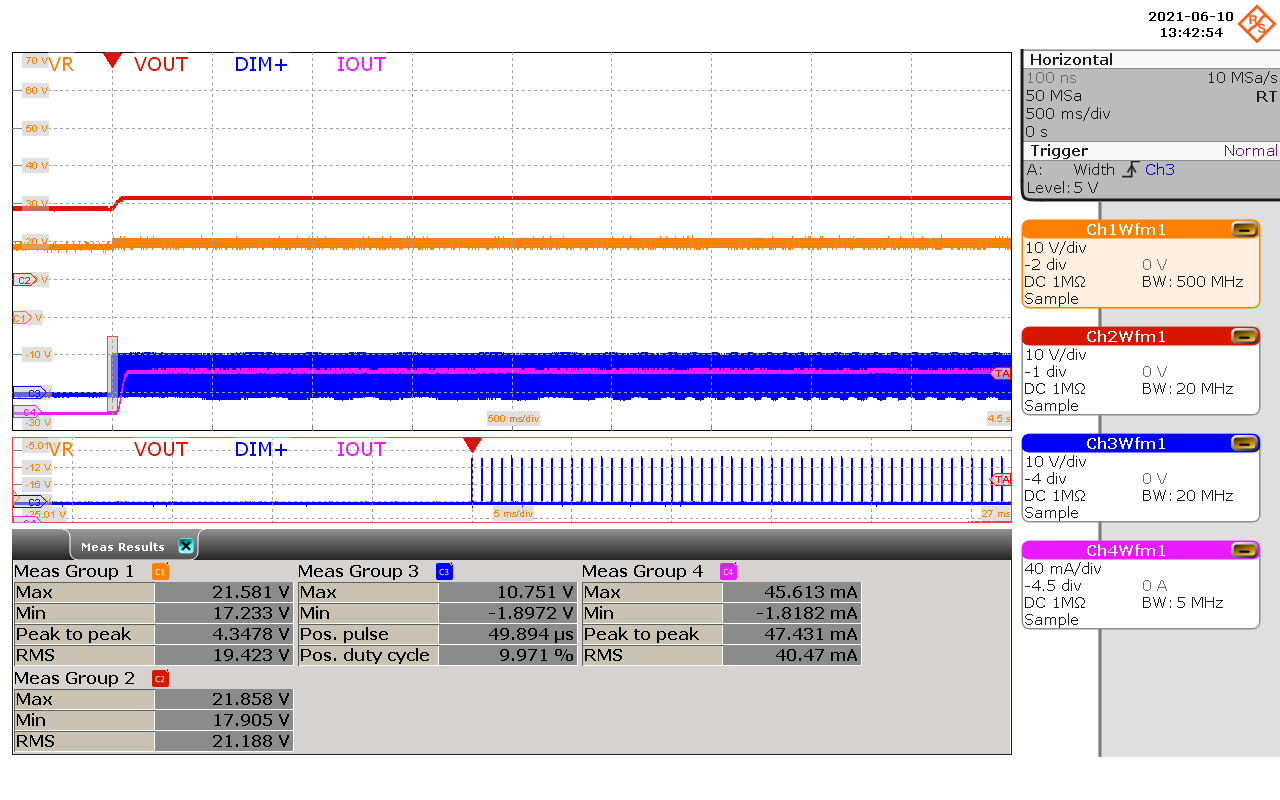 2021-06-10
13:42:54
70 V VR VOUT DIM+ IOUT
60 V
50 V
40 V
30 V
20 V
C2 V
C1 V
-10 V
C3
C4
-30 V
TA
500 ms/div
4.5 s
-5.01 VR VOUT DIM+ IOUT
-12 V
-16 V
C3
TA
-25.01 V
5 ms/div
27 ms
Horizontal
100 ns 10 MSa/s
50 MSa RT
500 ms/div
0 s
Trigger Normal
A: Width Ch3
Level: 5 V
Ch1Wfm1
10 V/div
-2 div 0 V
DC 1MΩ BW: 500 MHz
Sample
Ch2Wfm1
10 V/div
-1 div 0 V
DC 1MΩ BW: 20 MHz
Sample
Ch3Wfm1
10 V/div
-4 div 0 V
DC 1MΩ BW: 20 MHz
Sample
Ch4Wfm1
40 mA/div
-4.5 div 0 A
DC 1MΩ BW: 5 MHz
Sample
Meas Results
Meas Group 1 C1
Max 21.581 V
Min 17.233 V
Peak to peak 4.3478 V
RMS 19.423 V
Meas Group 3 C3
Max 10.751 V
Min -1.8972 V
Pos. pulse 49.894 µs
Pos. duty cycle 9.971 %
Meas Group 4 C4
Max 45.613 mA
Min -1.8182 mA
Peak to peak 47.431 mA
RMS 40.47 mA
Meas Group 2 C2
Max 21.858 V
Min 17.905 V
RMS 21.188 V